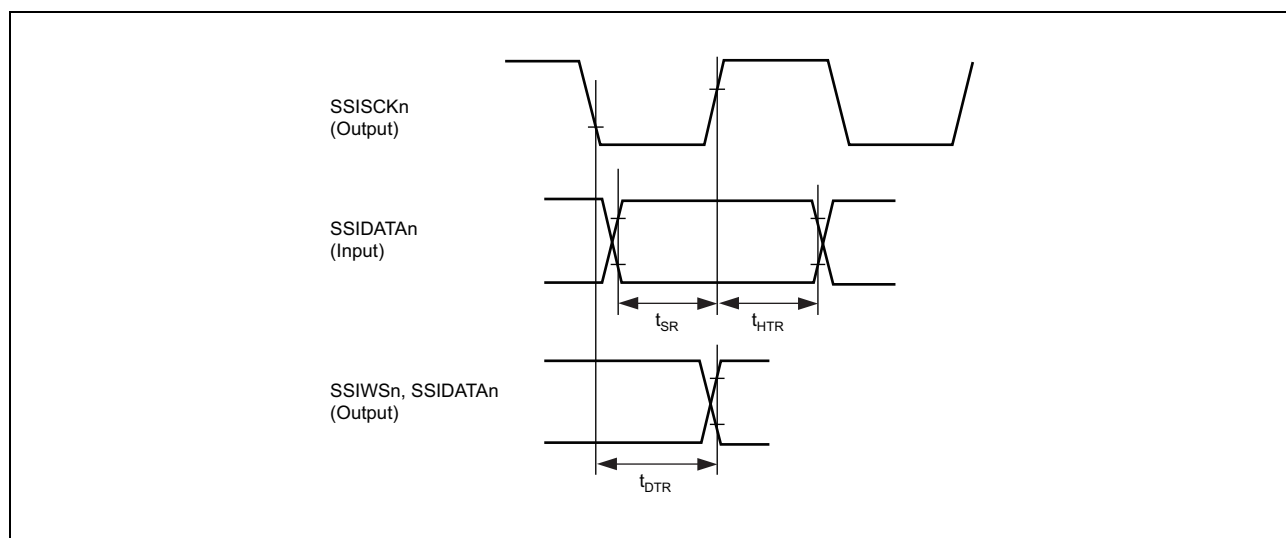 SSISCKn
(Output)
SSIDATAn
(Input)
tSR
tHTR
SSIWSn, SSIDATAn
(Output)
tDTR